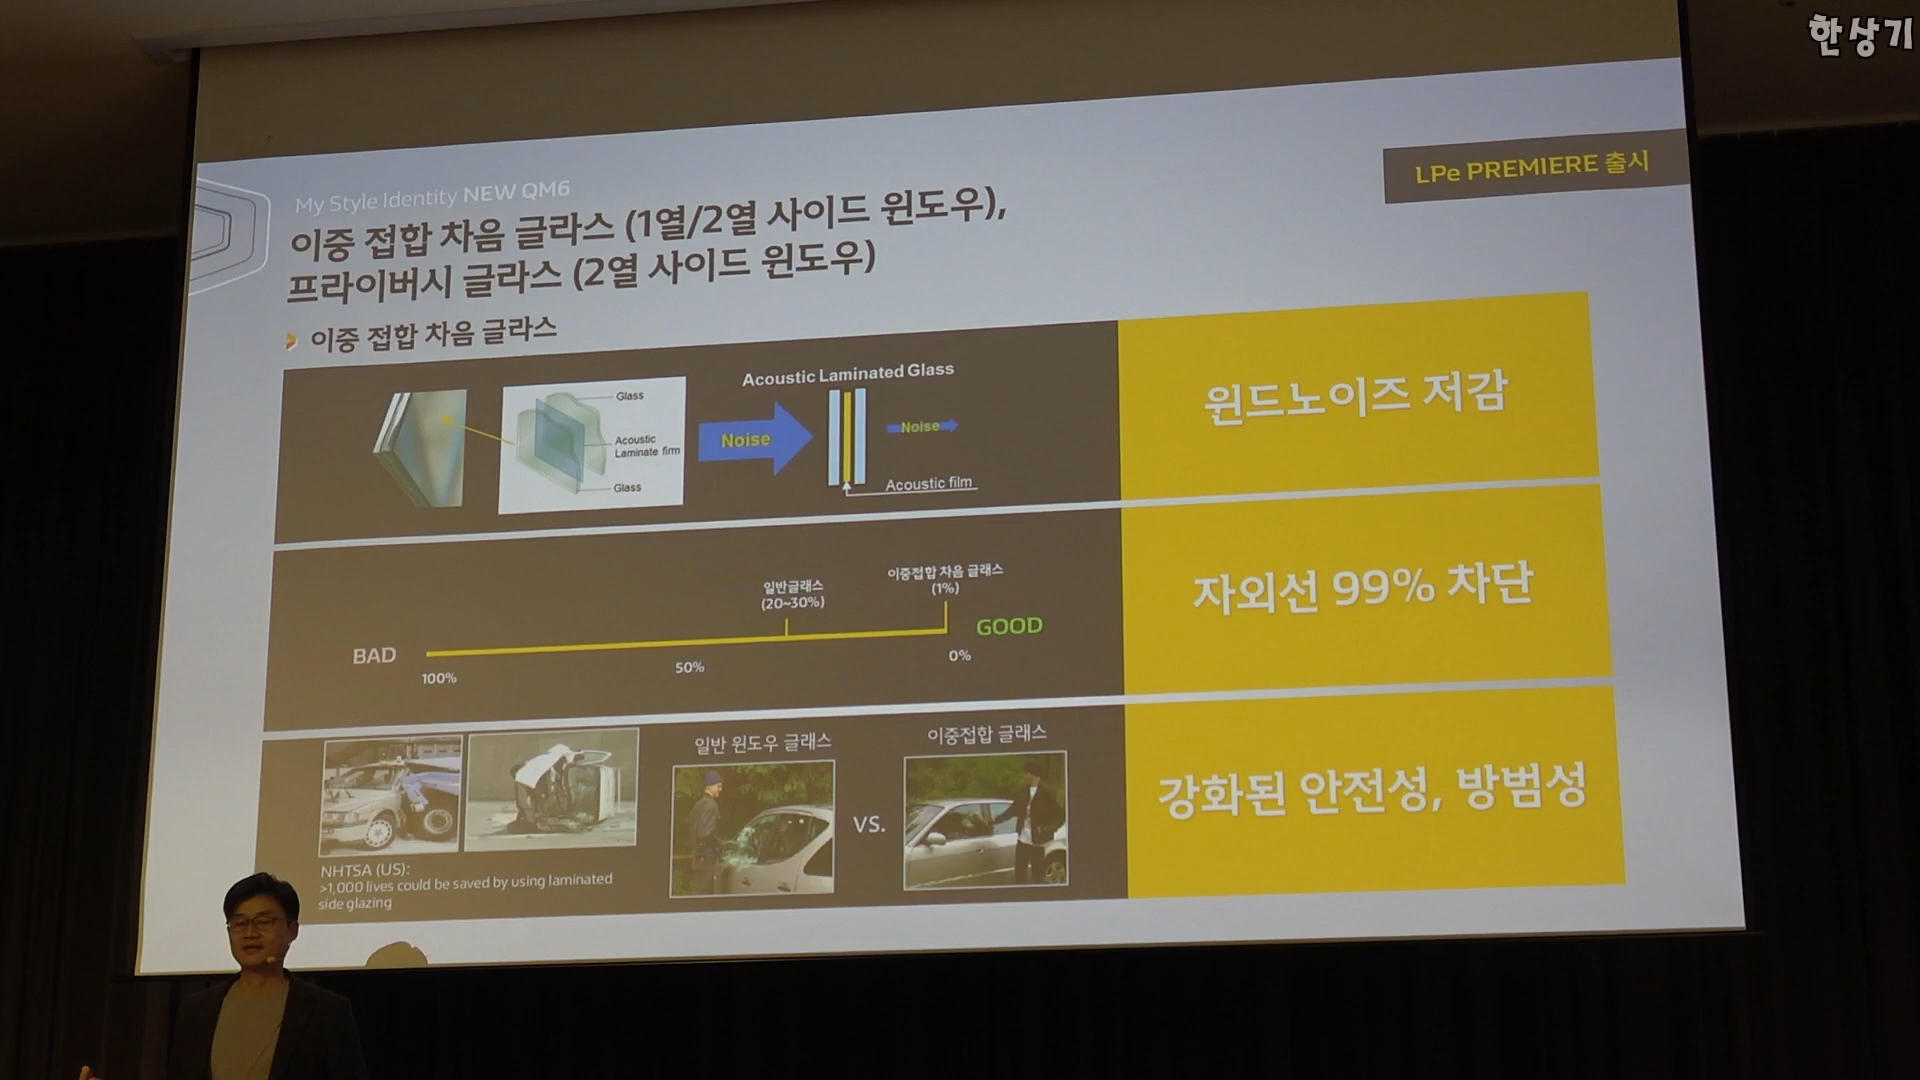 한상기
LPe PREMIERE 출시
My Style Identity NEW QM6
이중 접합 차음 글라스 (1열/2열 사이드 윈도우),
프라이버시 글라스 (2열 사이드 윈도우)
이중 접합 차음 글라스
Glass
Acoustic
Laminate firm
Glass
Acoustic Laminated Glass
Noise
Noise
Acoustic film
윈드노이즈 저감
일반글래스
(20~30%)
이중접합 차음 글래스
(1%)
BAD
GOOD
100%
50%
0%
자외선 99% 차단
NHTSA (US):
>1,000 lives could be saved by using laminated
side glazing
일반 윈도우 글래스
VS.
이중접합 글래스
강화된 안전성, 방범성